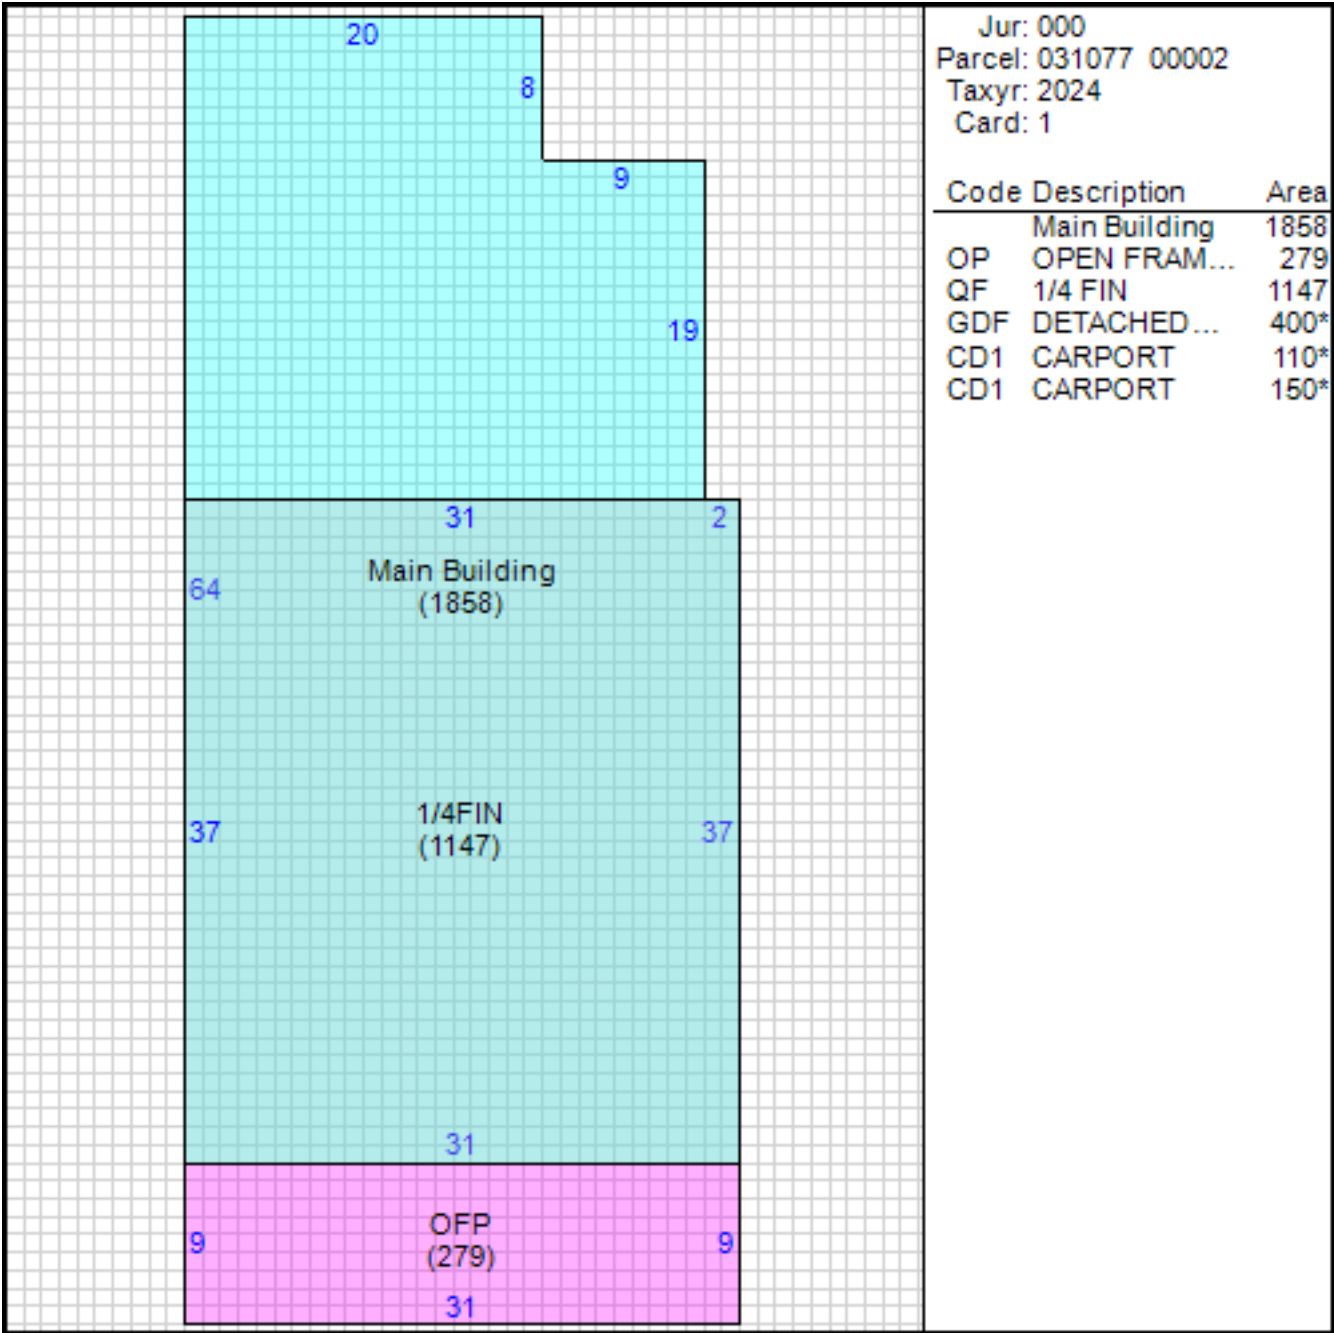 20
8
9
19
31 2
Main Building
(1858)
64
1/4FIN
(1147)
37 37
31
OFP
(279)
9 9
31
Jur: 000
Parcel: 031077 00002
Taxyr: 2024
Card: 1
Code Description Area
Main Building 1858
OP OPEN FRAM... 279
QF 1/4 FIN 1147
GDF DETACHED... 400*
CD1 CARPORT 110*
CD1 CARPORT 150*